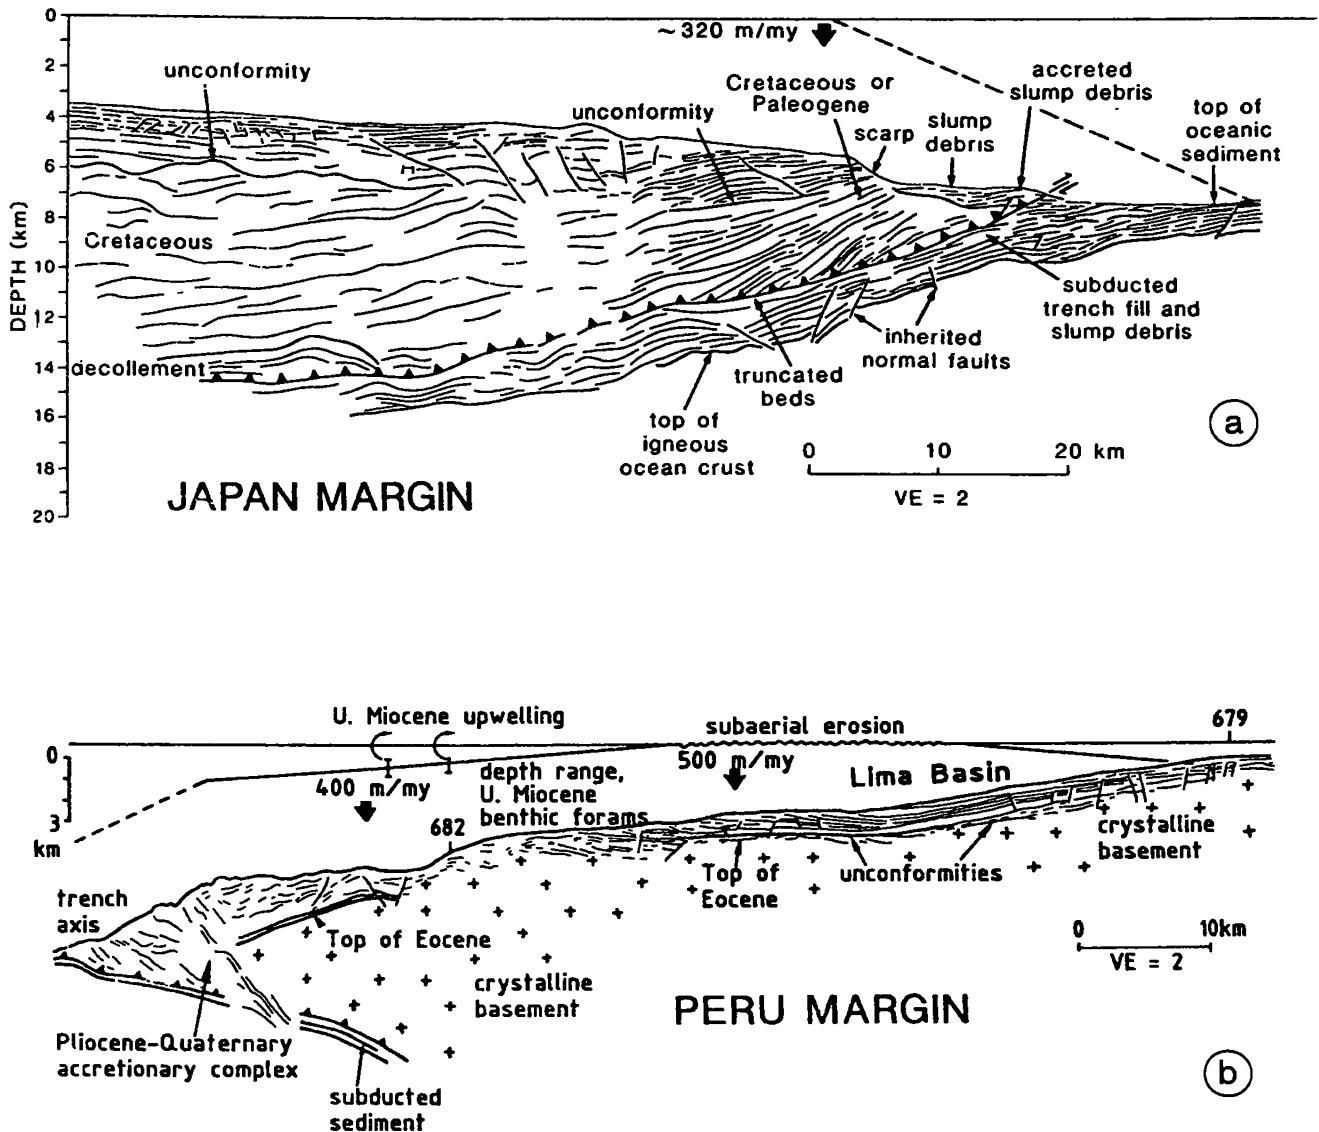 0
2
4
6
8
10
12
14
16
18
20
DEPTH (km)
~320 m/my
unconformity
unconformity
Cretaceous or
Paleogene
scarp
slump
debris
accreted
slump debris
top of
oceanic
sediment
Cretaceous
decollement
subducted
trench fill and
slump debris
inherited
normal faults
truncated
beds
top of
igneous
ocean crust
0 10 20 km
VE = 2
JAPAN MARGIN
a
U. Miocene upwelling
subaerial erosion
679
0
3
km
400 m/my
depth range,
U. Miocene
benthic forams
500 m/my
Lima Basin
682
crystalline
basement
trench
axis
Top of Eocene
Top of
Eocene
unconformities
0 10km
VE = 2
crystalline
basement
PERU MARGIN
Pliocene-Quaternary
accretionary complex
subducted
sediment
b